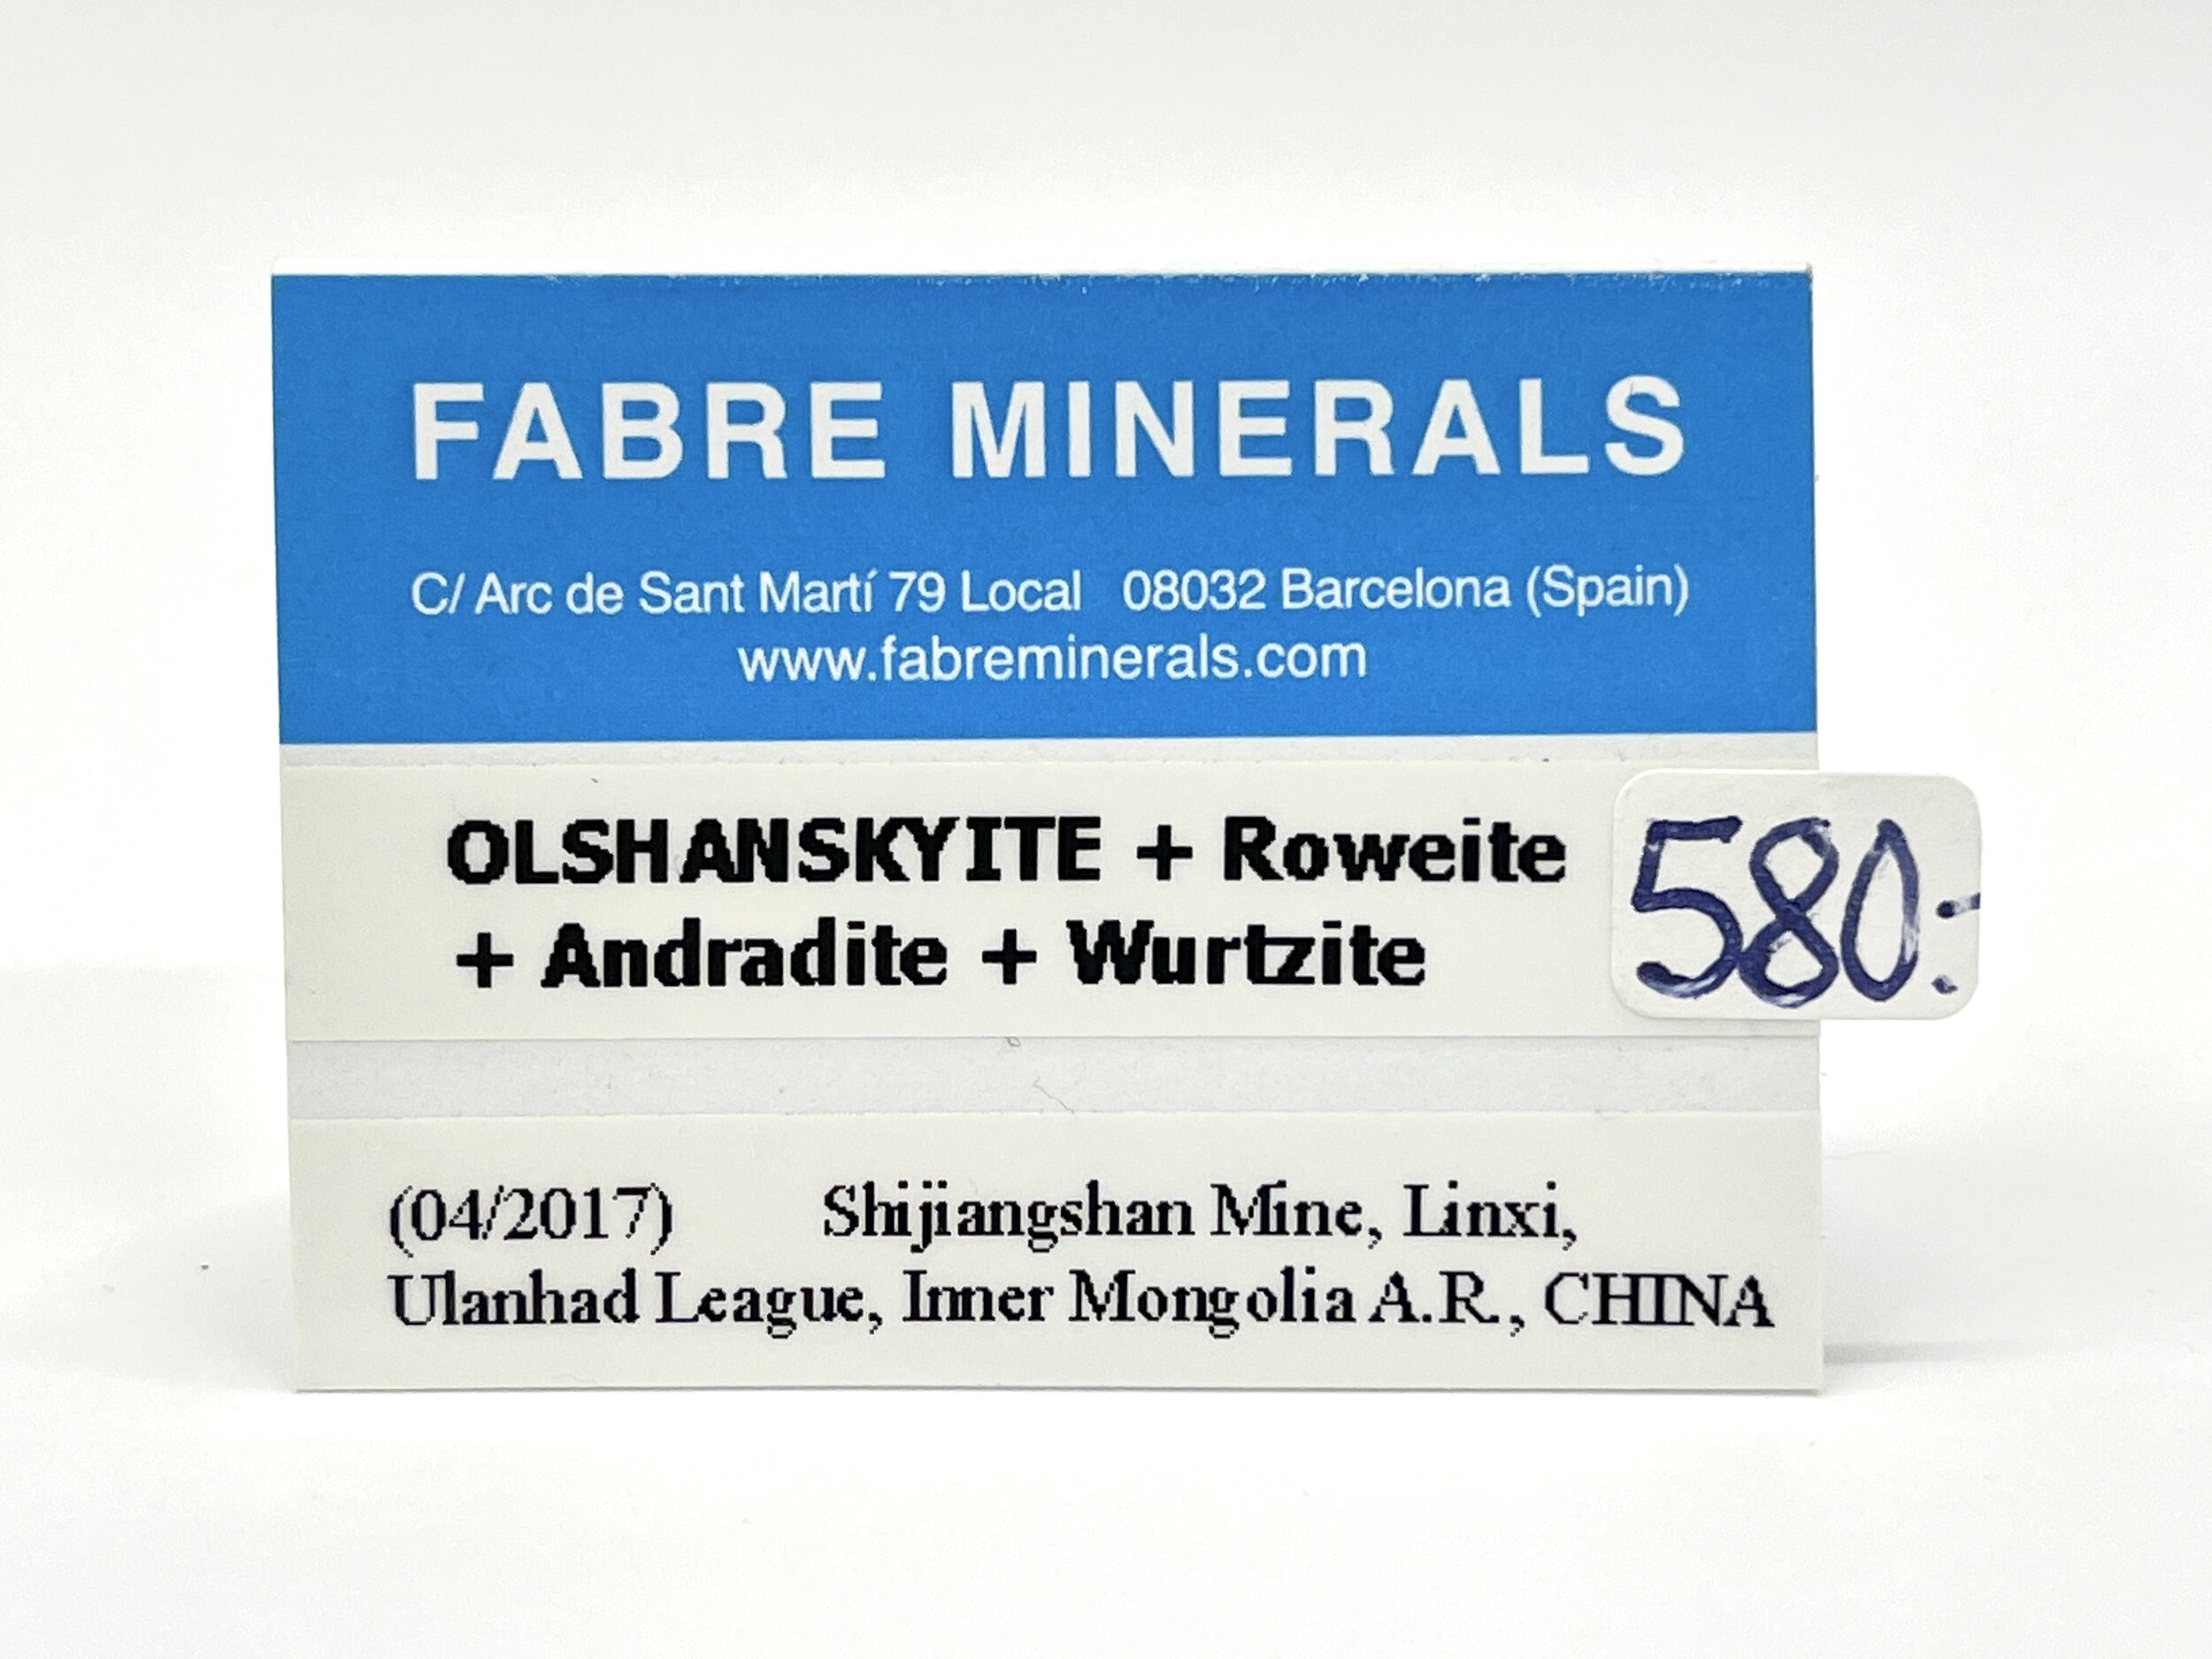 FABRE MINERALS
C/ Arc de Sant Martí 79 Local 08032 Barcelona (Spain)
www.fabreminerals.com
OLSHANSKYITE + Roweite
+ Andradite + Wurtzite
580:-
(04/2017) Shijiangshan Mine, Linxi,
Ulanhad League, Inner Mongolia A.R., CHINA